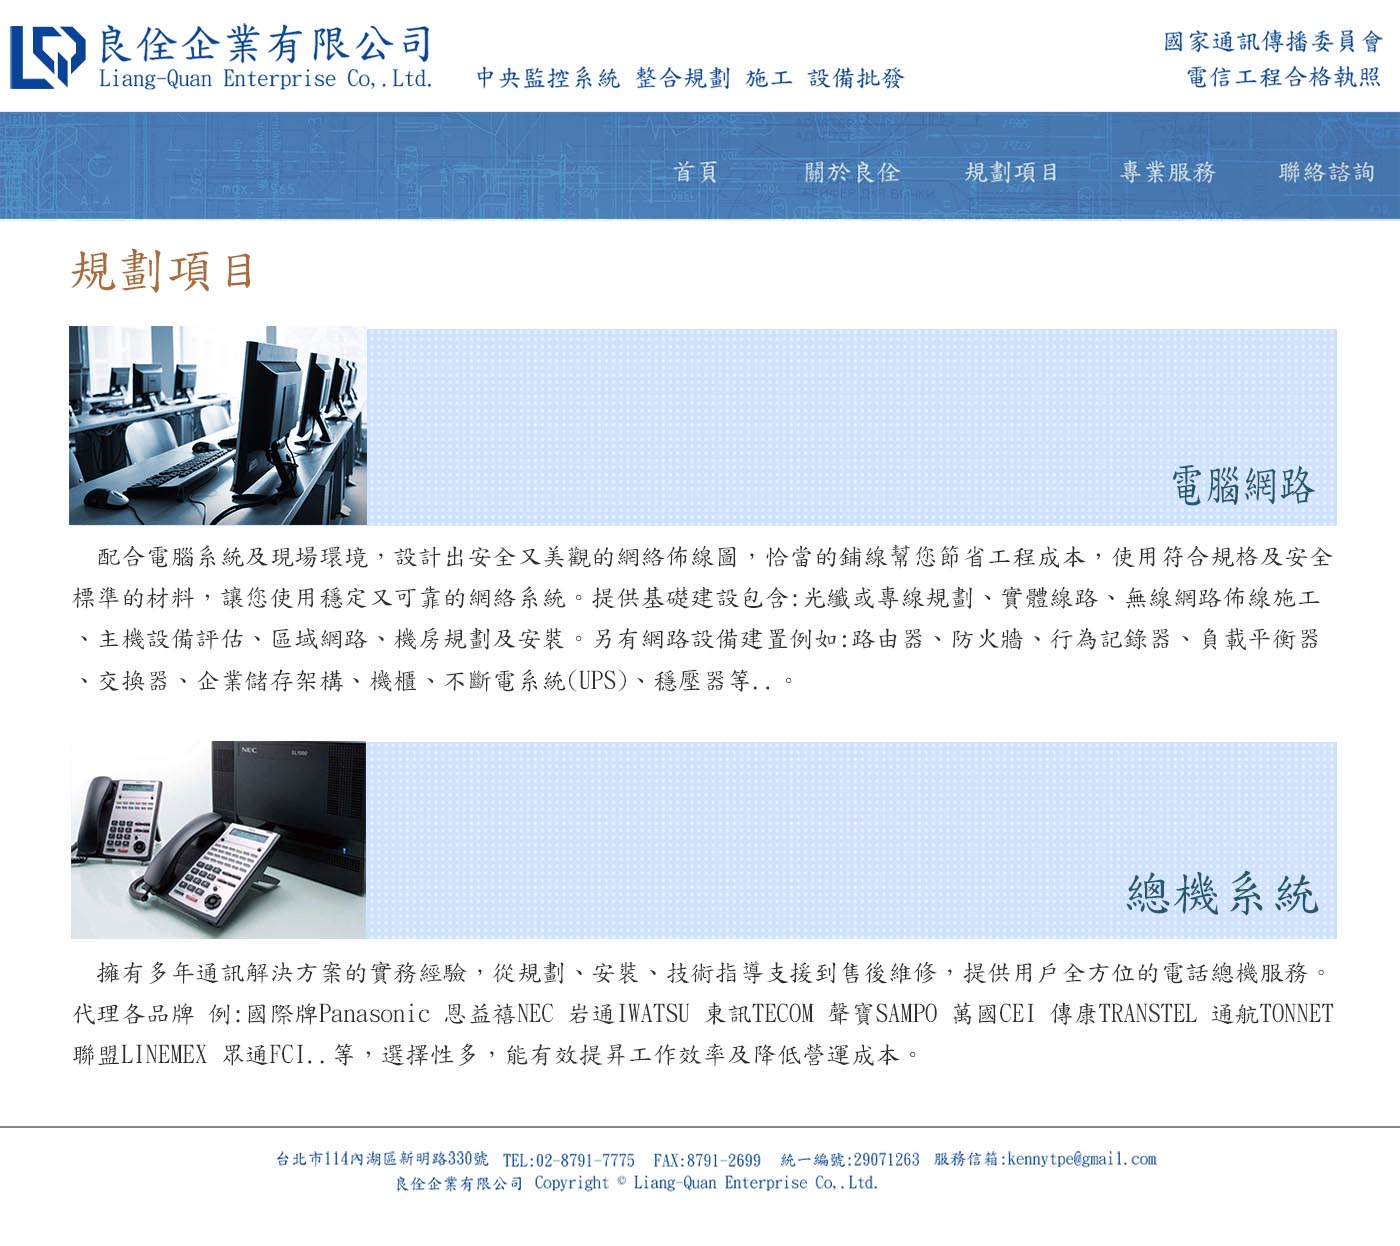 良佺企業有限公司
Liang-Quan Enterprise Co,.Ltd.
中央監控系統 整合規劃 施工 設備批發
國家通訊傳播委員會
電信工程合格執照
首頁 關於良佺 規劃項目 專業服務 聯絡諮詢
規劃項目
電腦網路
配合電腦系統及現場環境，設計出安全又美觀的網絡佈線圖，恰當的鋪線幫您節省工程成本，使用符合規格及安全
標準的材料，讓您使用穩定又可靠的網絡系統。提供基礎建設包含:光纖或專線規劃、實體線路、無線網路佈線施工
、主機設備評估、區域網路、機房規劃及安裝。另有網路設備建置例如:路由器、防火牆、行為記錄器、負載平衡器
、交換器、企業儲存架構、機櫃、不斷電系統(UPS)、穩壓器等..。
NEC
總機系統
擁有多年通訊解決方案的實務經驗，從規劃、安裝、技術指導支援到售後維修，提供用戶全方位的電話總機服務。
代理各品牌 例:國際牌Panasonic 恩益禧NEC 岩通IWATSU 東訊TECOM 聲寶SAMPO 萬國CEI 傳康TRANSTEL 通航TONNET
聯盟LINEMEX 眾通FCI..等，選擇性多，能有效提昇工作效率及降低營運成本。
台北市114內湖區新明路330號 TEL:02-8791-7775 FAX:8791-2699 統一編號:29071263 服務信箱:kennytpe@gmail.com
良佺企業有限公司 Copyright © Liang-Quan Enterprise Co,.Ltd.